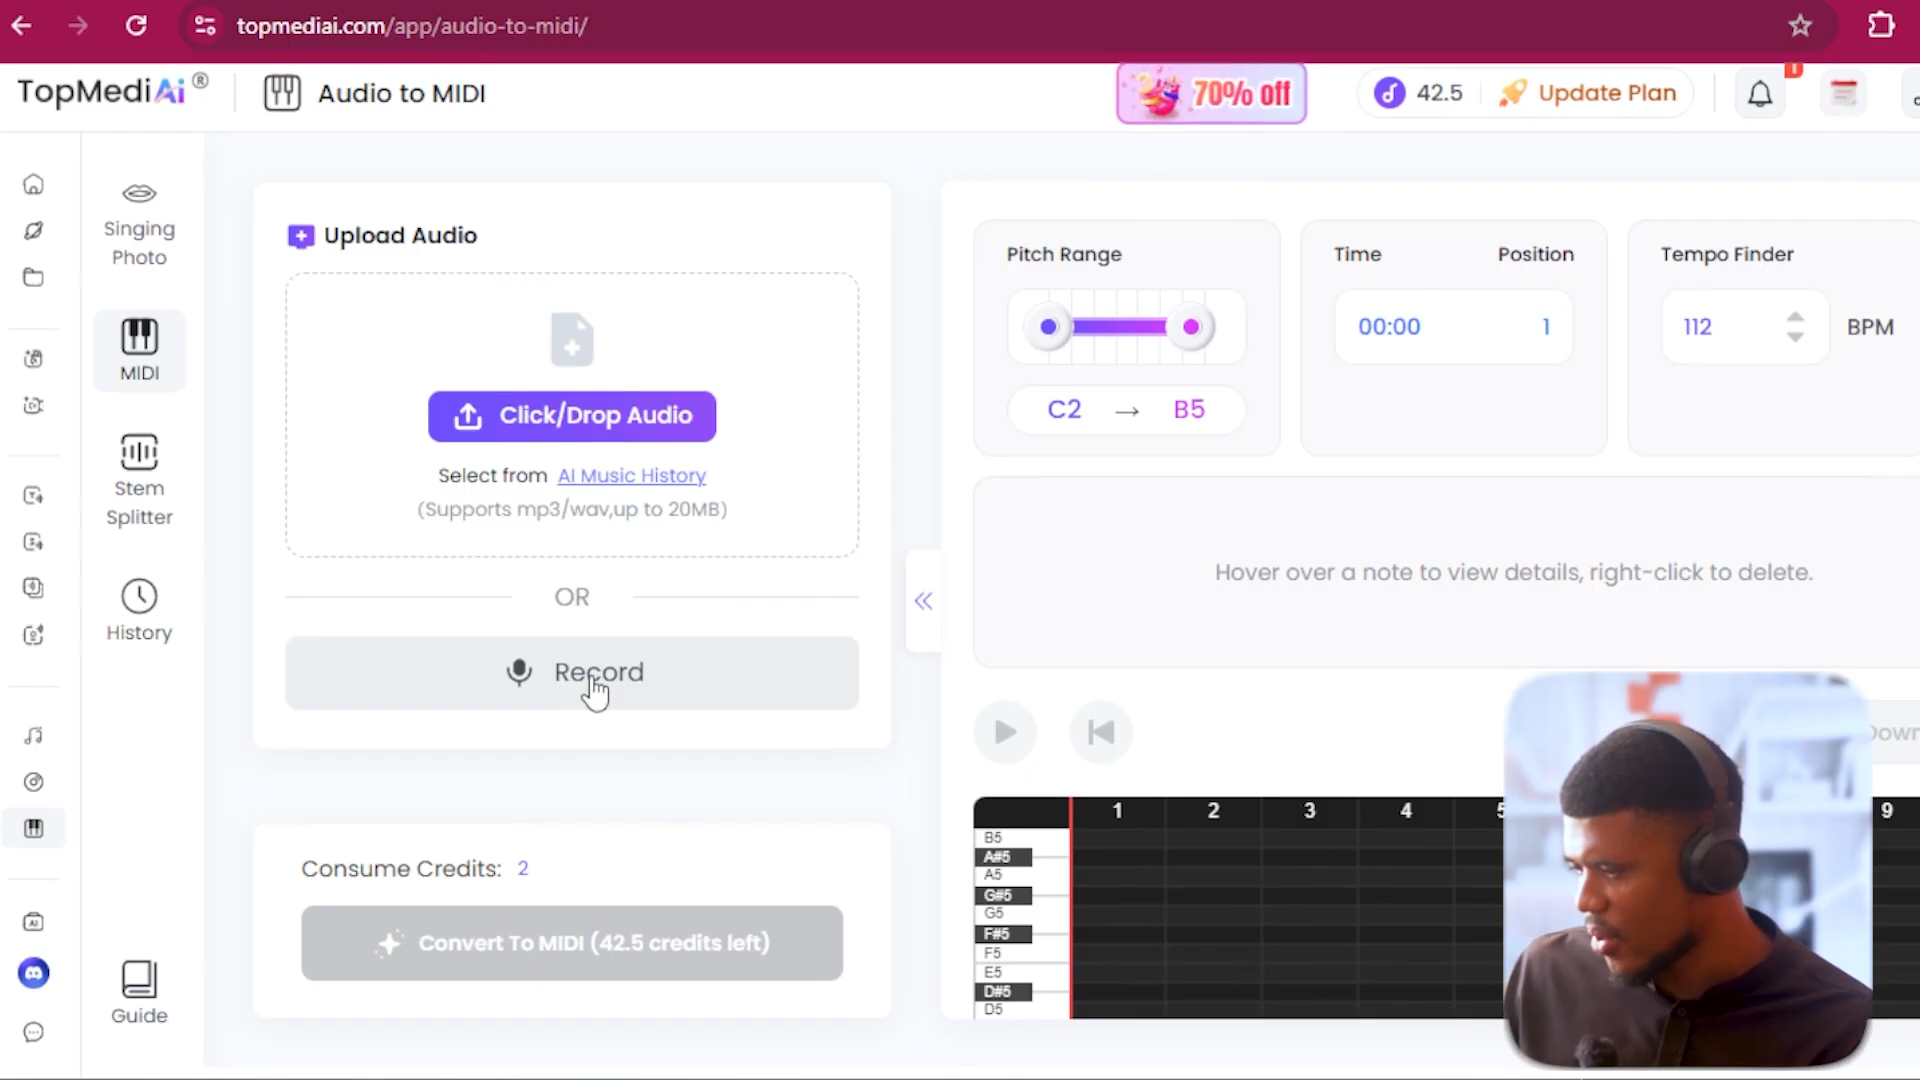 topmediai.com/app/audio-to-midi/
TopMediAi®
Audio to MIDI
70% off
42.5
Update Plan
1
Singing
Photo
MIDI
Stem
Splitter
History
Guide
Upload Audio
Click/Drop Audio
Select from AI Music History
(Supports mp3/wav,up to 20MB)
OR
Record
Consume Credits: 2
Convert To MIDI (42.5 credits left)
Pitch Range
C2 → B5
Time Position
00:00 1
Tempo Finder
112 BPM
Hover over a note to view details, right-click to delete.
1 2 3 4 5 9
B5
A#5
A5
G#5
G5
F#5
F5
E5
D#5
D5